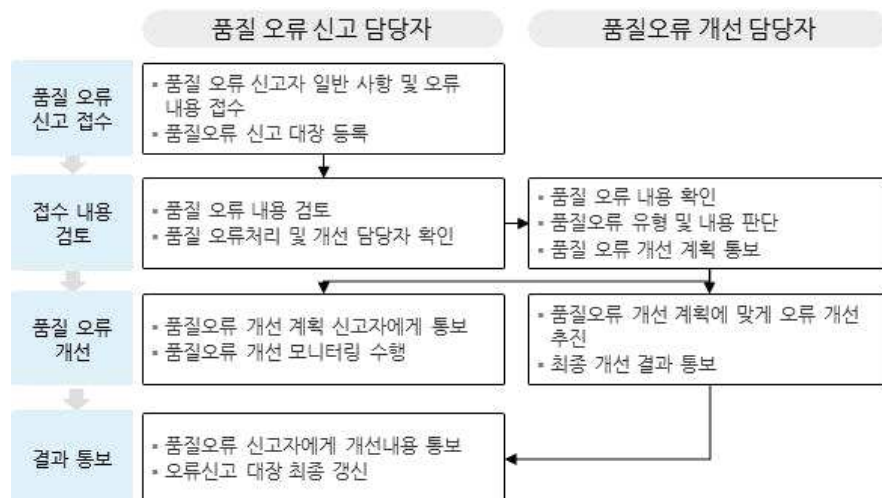 품질 오류 신고 담당자
품질오류 개선 담당자
품질 오류
신고 접수
▪ 품질 오류 신고자 일반 사항 및 오류
내용 접수
▪ 품질오류 신고 대장 등록
접수 내용
검토
▪ 품질 오류 내용 검토
▪ 품질 오류처리 및 개선 담당자 확인
▪ 품질 오류 내용 확인
▪ 품질오류 유형 및 내용 판단
▪ 품질 오류 개선 계획 통보
품질 오류
개선
▪ 품질오류 개선 계획 신고자에게 통보
▪ 품질오류 개선 모니터링 수행
▪ 품질오류 개선 계획에 맞게 오류 개선
추진
▪ 최종 개선 결과 통보
결과 통보
▪ 품질오류 신고자에게 개선내용 통보
▪ 오류신고 대장 최종 갱신